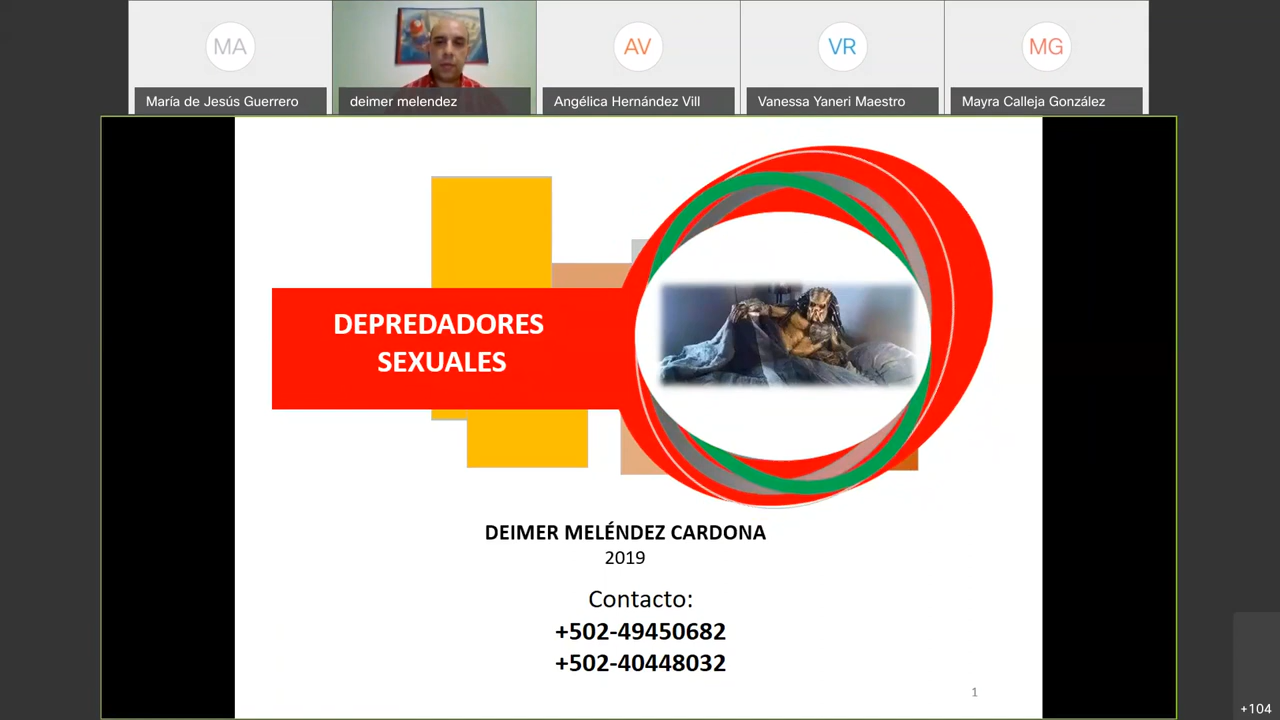 MA
AV
VR
MG
María de Jesús Guerrero
deimer melendez
Angélica Hernández Vill
Vanessa Yaneri Maestro
Mayra Calleja González
DEPREDADORES
SEXUALES
DEIMER MELÉNDEZ CARDONA
2019
Contacto:
+502-49450682
+502-40448032
1
+104